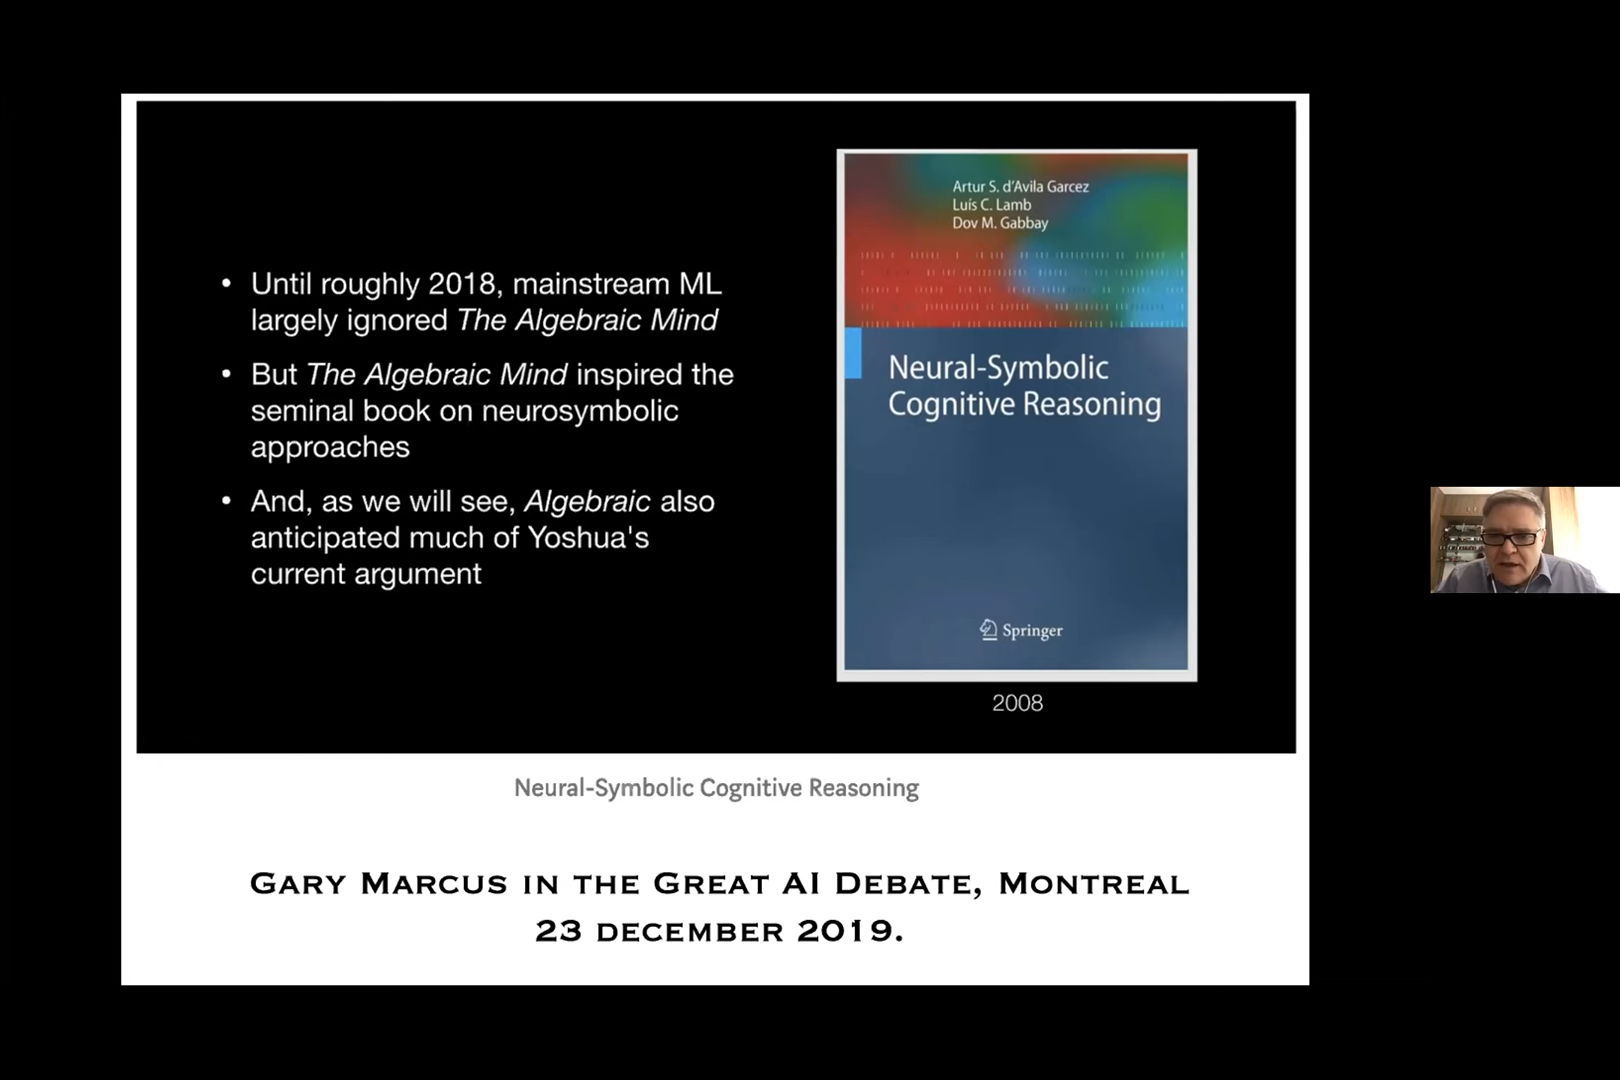 • Until roughly 2018, mainstream ML
largely ignored The Algebraic Mind
• But The Algebraic Mind inspired the
seminal book on neurosymbolic
approaches
• And, as we will see, Algebraic also
anticipated much of Yoshua's
current argument
Artur S. d'Avila Garcez
Luís C. Lamb
Dov M. Gabbay
Neural-Symbolic
Cognitive Reasoning
Springer
2008
Neural-Symbolic Cognitive Reasoning
GARY MARCUS IN THE GREAT AI DEBATE, MONTREAL
23 DECEMBER 2019.